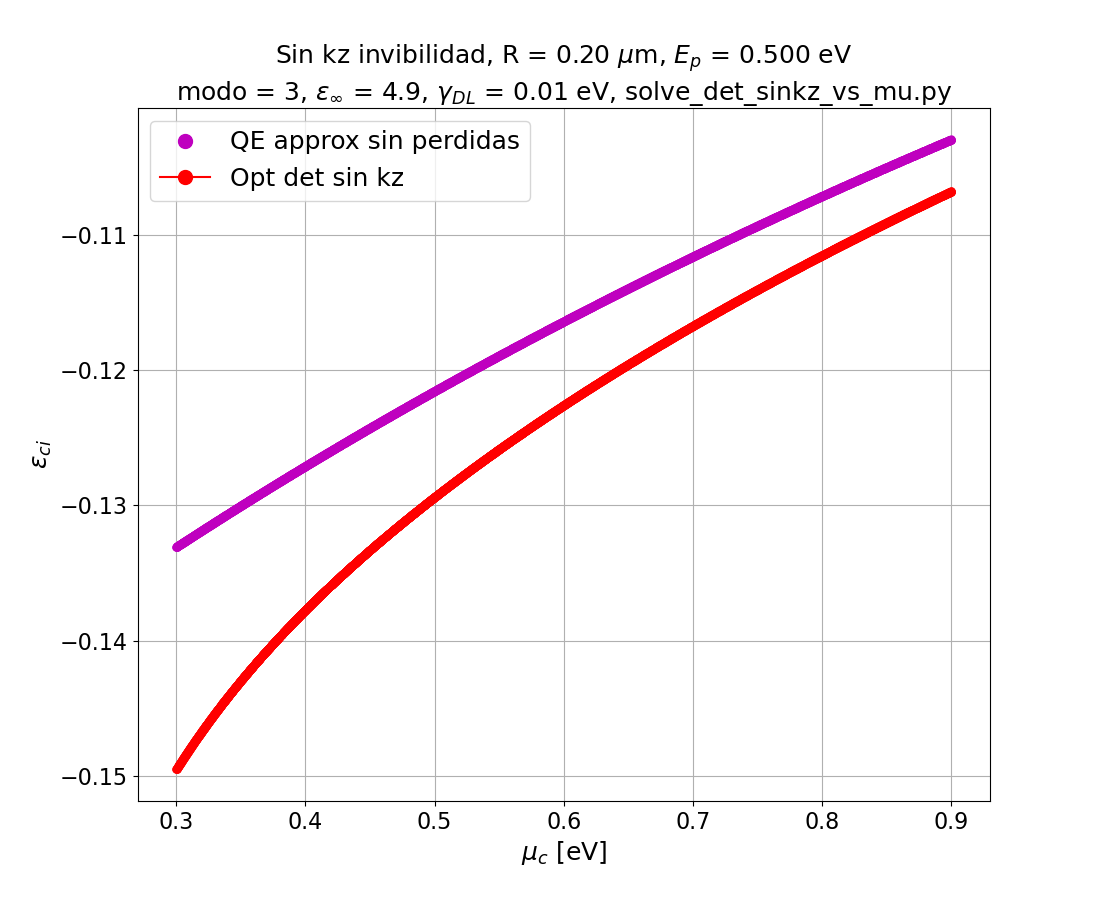 Sin kz invibilidad, R = 0.20 μm, E_p = 0.500 eV
modo = 3, ε_∞ = 4.9, γ_DL = 0.01 eV, solve_det_sinkz_vs_mu.py
QE approx sin perdidas
Opt det sin kz
−0.11
−0.12
−0.13
−0.14
−0.15
ε_ci
0.3 0.4 0.5 0.6 0.7 0.8 0.9
μ_c [eV]